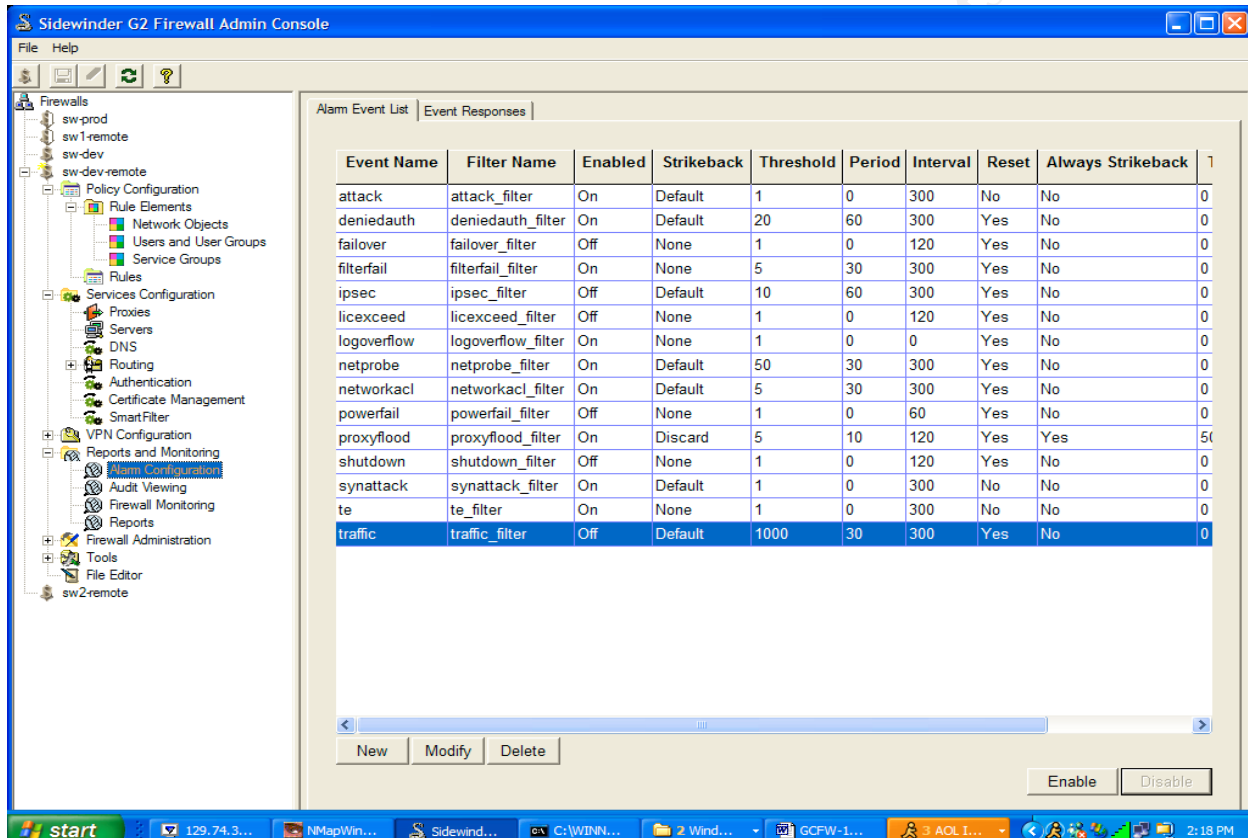 Sidewinder G2 Firewall Admin Console
File Help
Firewalls
sw-prod
sw1-remote
sw-dev
sw-dev-remote
Policy Configuration
Rule Elements
Network Objects
Users and User Groups
Service Groups
Rules
Services Configuration
Proxies
Servers
DNS
Routing
Authentication
Certificate Management
SmartFilter
VPN Configuration
Reports and Monitoring
Alarm Configuration
Audit Viewing
Firewall Monitoring
Reports
Firewall Administration
Tools
File Editor
sw2-remote
Alarm Event List Event Responses
Event Name Filter Name Enabled Strikeback Threshold Period Interval Reset Always Strikeback
attack attack_filter On Default 1 0 300 No No 0
deniedauth deniedauth_filter On Default 20 60 300 Yes No 0
failover failover_filter Off None 1 0 120 Yes No 0
filterfail filterfail_filter On None 5 30 300 Yes No 0
ipsec ipsec_filter Off Default 10 60 300 Yes No 0
licexceed licexceed_filter Off None 1 0 120 Yes No 0
logoverflow logoverflow_filter On None 1 0 0 Yes No 0
netprobe netprobe_filter On Default 50 30 300 Yes No 0
networkacl networkacl_filter On Default 5 30 300 Yes No 0
powerfail powerfail_filter Off None 1 0 60 Yes No 0
proxyflood proxyflood_filter On Discard 5 10 120 Yes Yes
shutdown shutdown_filter Off None 1 0 120 Yes No 0
synattack synattack_filter On Default 1 0 300 No No 0
te te_filter On None 1 0 300 No No 0
traffic traffic_filter Off Default 1000 30 300 Yes No 0
New Modify Delete
Enable Disable
start 129.74.3... NMapWin... Sidewind... C:\WINN... 2 Wind... GCFW-1... 3 AOL I... 2:18 PM